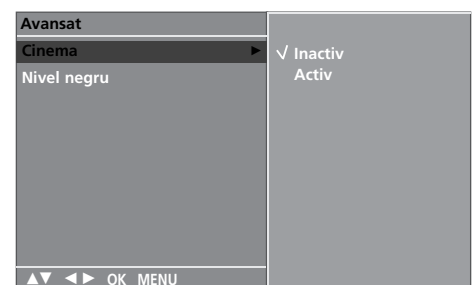 Avansat
Cinema ►
Nivel negru
√ Inactiv
Activ
▲▼ ◄► OK MENU